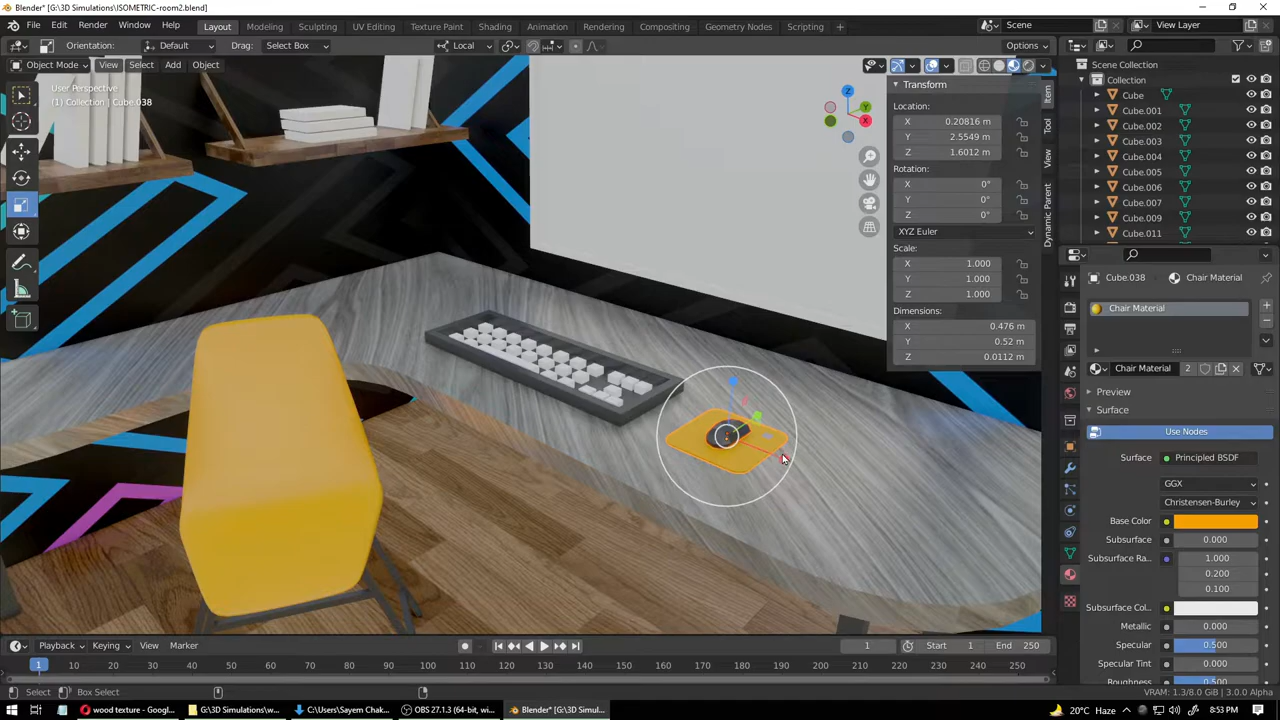 Blender* [G:\3D Simulations\ISOMETRIC-room2.blend]
File Edit Render Window Help Layout Modeling Sculpting UV Editing Texture Paint Shading Animation Rendering Compositing Geometry Nodes Scripting + Scene View Layer
Orientation: Default Drag: Select Box Local Options
Object Mode View Select Add Object
User Perspective
(1) Collection | Cube.038
Transform
Location:
X 0.20816 m
Y 2.5549 m
Z 1.6012 m
Rotation:
X 0°
Y 0°
Z 0°
XYZ Euler
Scale:
X 1.000
Y 1.000
Z 1.000
Dimensions:
X 0.476 m
Y 0.52 m
Z 0.0112 m
Item
Tool
View
Dynamic Parent
Z
Y
X
Scene Collection
Collection
Cube
Cube.001
Cube.002
Cube.003
Cube.004
Cube.005
Cube.006
Cube.007
Cube.009
Cube.011
Cube.038 Chair Material
Chair Material
Chair Material 2
Preview
Surface
Use Nodes
Surface Principled BSDF
GGX
Christensen-Burley
Base Color
Subsurface 0.000
Subsurface Ra.. 1.000
0.200
0.100
Subsurface Col..
Metallic 0.000
Specular 0.500
Specular Tint 0.000
Roughness 0.500
Playback Keying View Marker 1 Start 1 End 250
1 10 20 30 40 50 60 70 80 90 100 110 120 130 140 150 160 170 180 190 200 210 220 230 240 250
Select Box Select VRAM: 1.3/8.0 GiB | 3.0.0 Alpha
wood texture - Googl... G:\3D Simulations\w... C:\Users\Sayem Chak... OBS 27.1.3 (64-bit, wi... Blender* [G:\3D Simul... 20°C Haze 8:53 PM